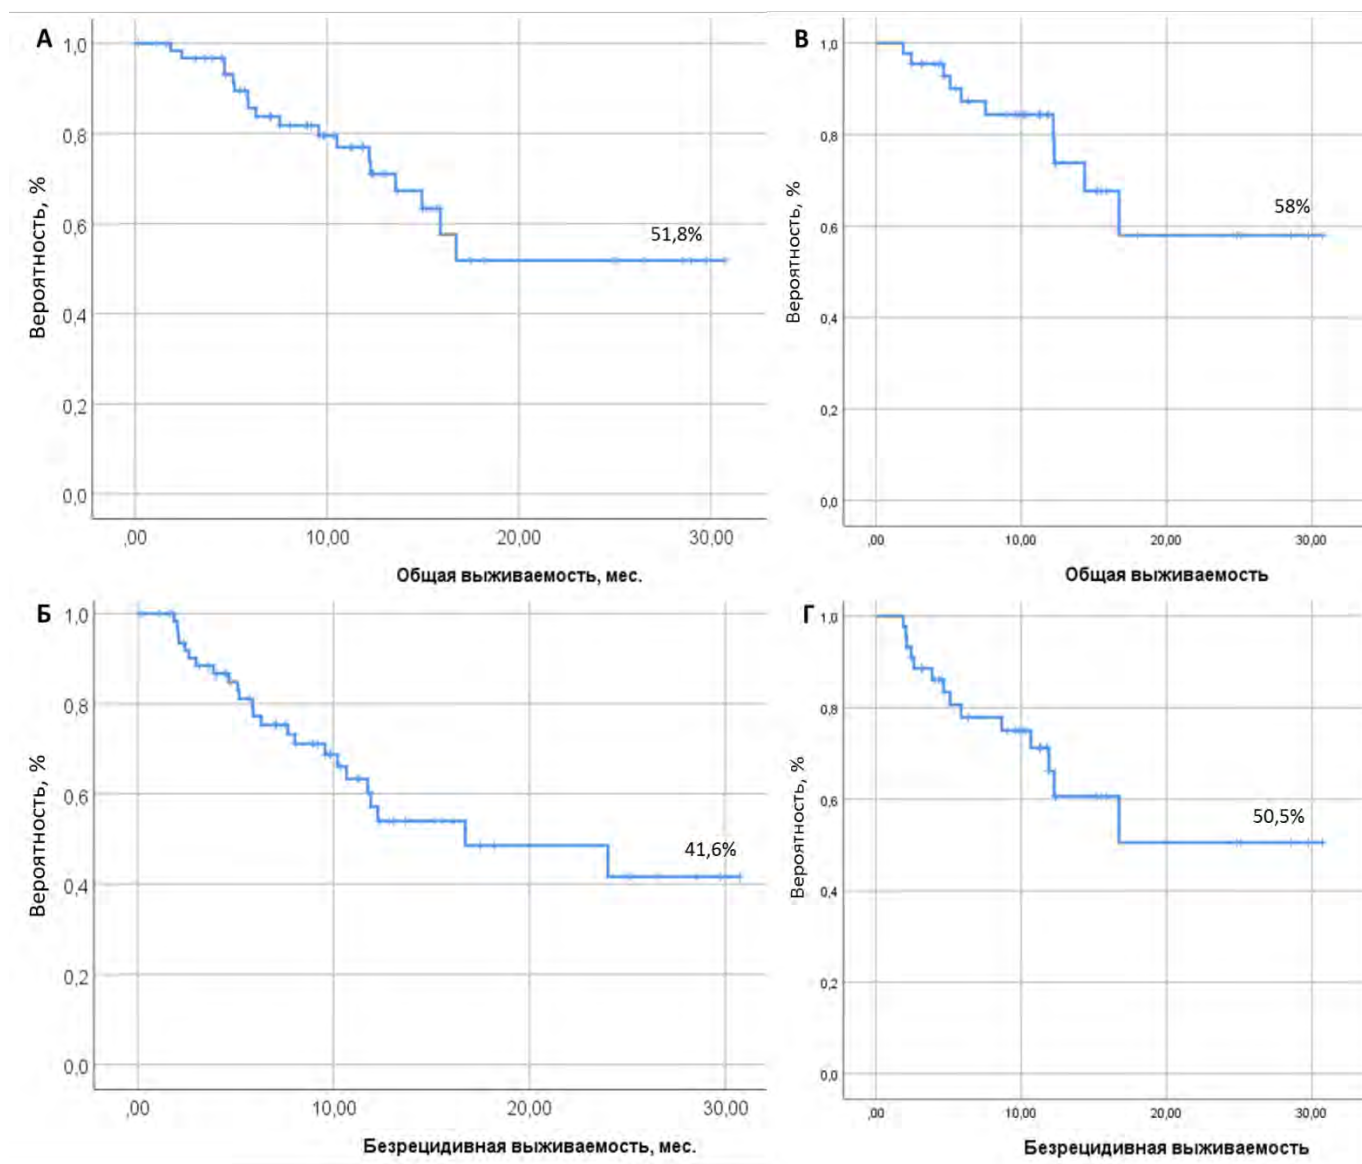 А
Вероятность, %
1,0
0,8
0,6
0,4
0,2
0,0
51,8%
,00 10,00 20,00 30,00
Общая выживаемость, мес.
В
Вероятность, %
1,0
0,8
0,6
0,4
0,2
0,0
58%
,00 10,00 20,00 30,00
Общая выживаемость
Б
Вероятность, %
1,0
0,8
0,6
0,4
0,2
0,0
41,6%
,00 10,00 20,00 30,00
Безрецидивная выживаемость, мес.
Г
Вероятность, %
1,0
0,8
0,6
0,4
0,2
0,0
50,5%
,00 10,00 20,00 30,00
Безрецидивная выживаемость